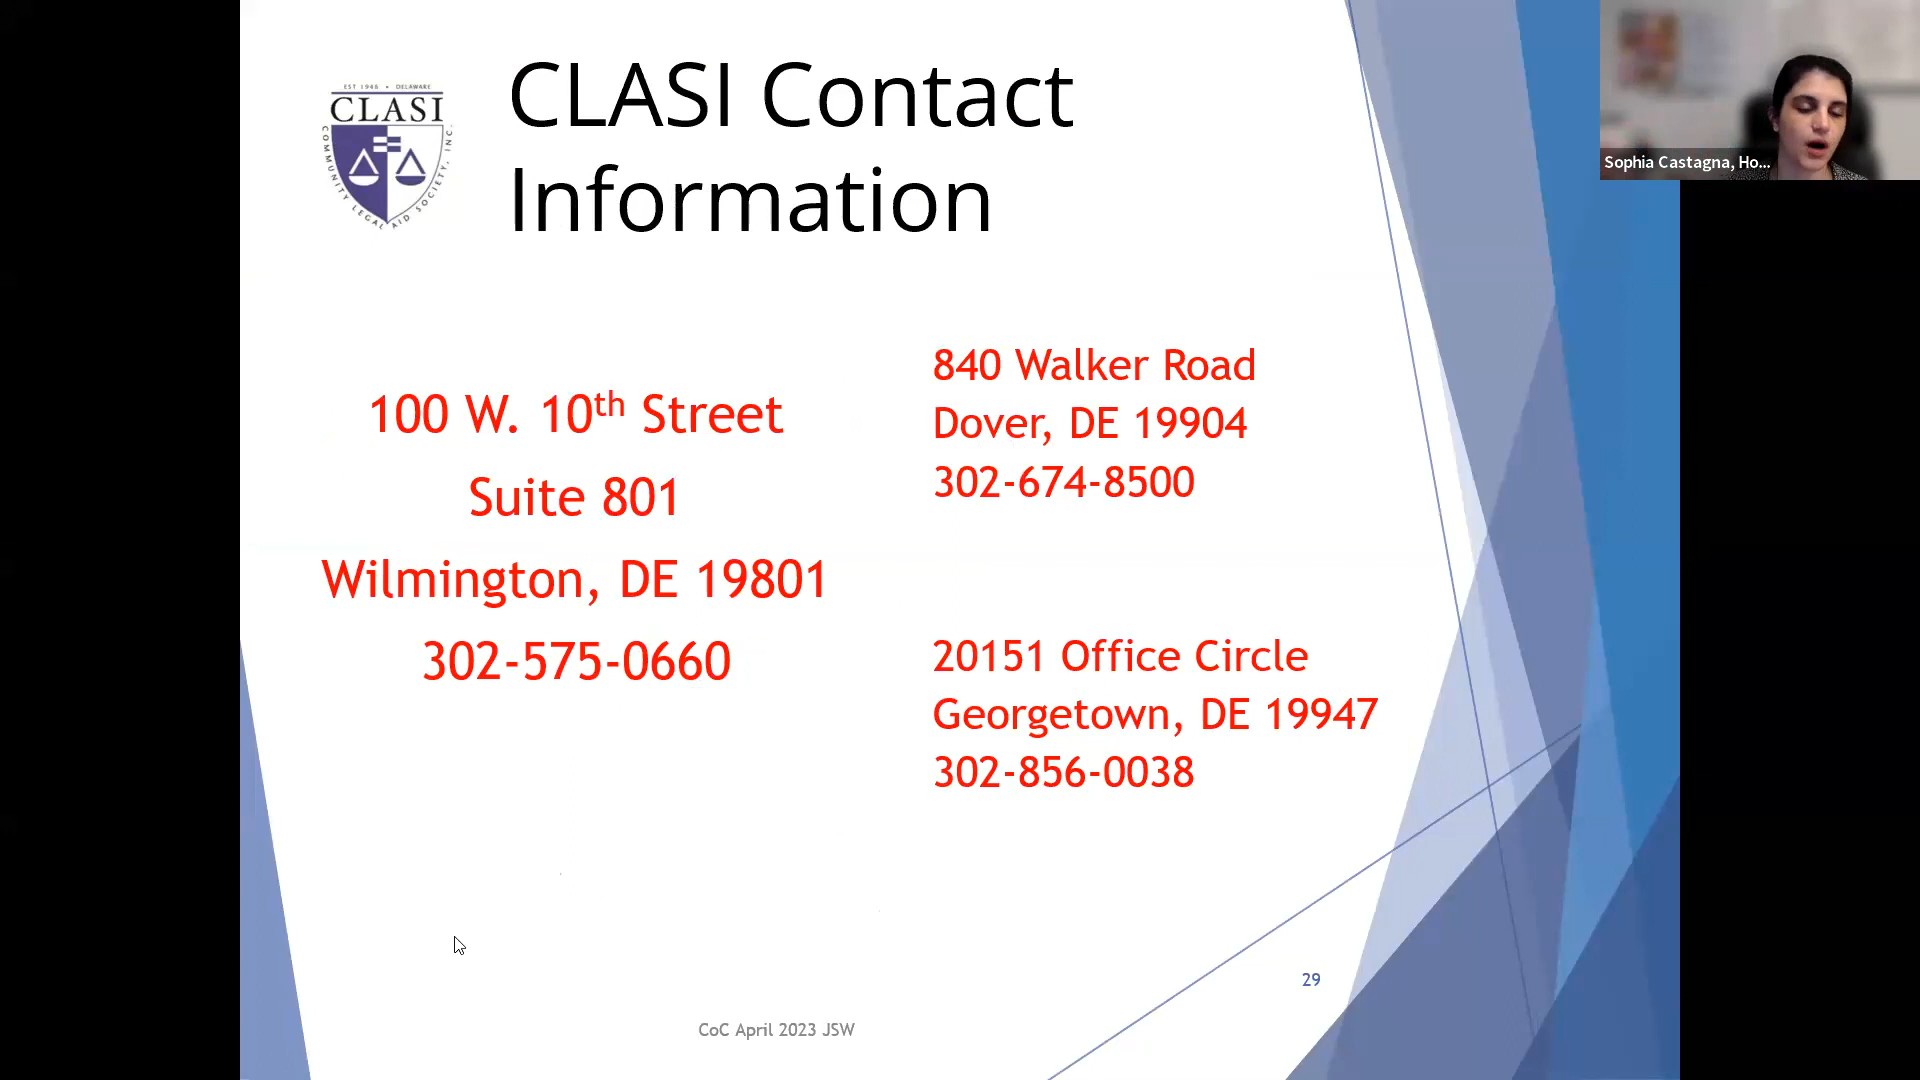 EST 1946 • DELAWARE
CLASI
COMMUNITY LEGAL AID SOCIETY, INC.
CLASI Contact
Information
100 W. 10th Street
Suite 801
Wilmington, DE 19801
302-575-0660
840 Walker Road
Dover, DE 19904
302-674-8500
20151 Office Circle
Georgetown, DE 19947
302-856-0038
29
CoC April 2023 JSW
Sophia Castagna, Ho...